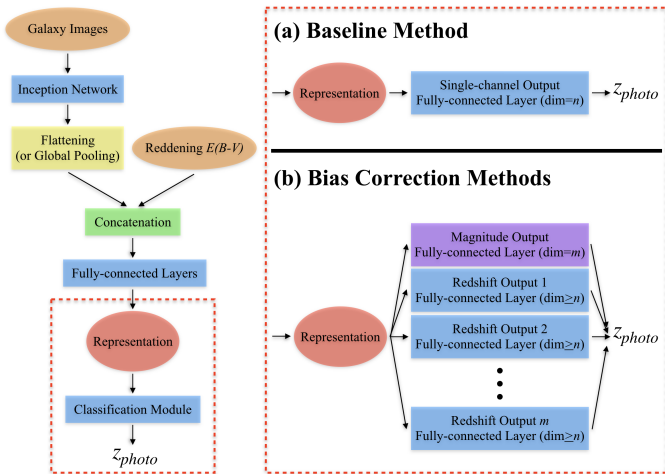 Galaxy Images
Inception Network
Flattening
(or Global Pooling)
Reddening E(B-V)
Concatenation
Fully-connected Layers
Representation
Classification Module
z_photo
(a) Baseline Method
Representation
Single-channel Output
Fully-connected Layer (dim=n)
z_photo
(b) Bias Correction Methods
Representation
Magnitude Output
Fully-connected Layer (dim=m)
Redshift Output 1
Fully-connected Layer (dim≥n)
Redshift Output 2
Fully-connected Layer (dim≥n)
Redshift Output m
Fully-connected Layer (dim≥n)
z_photo